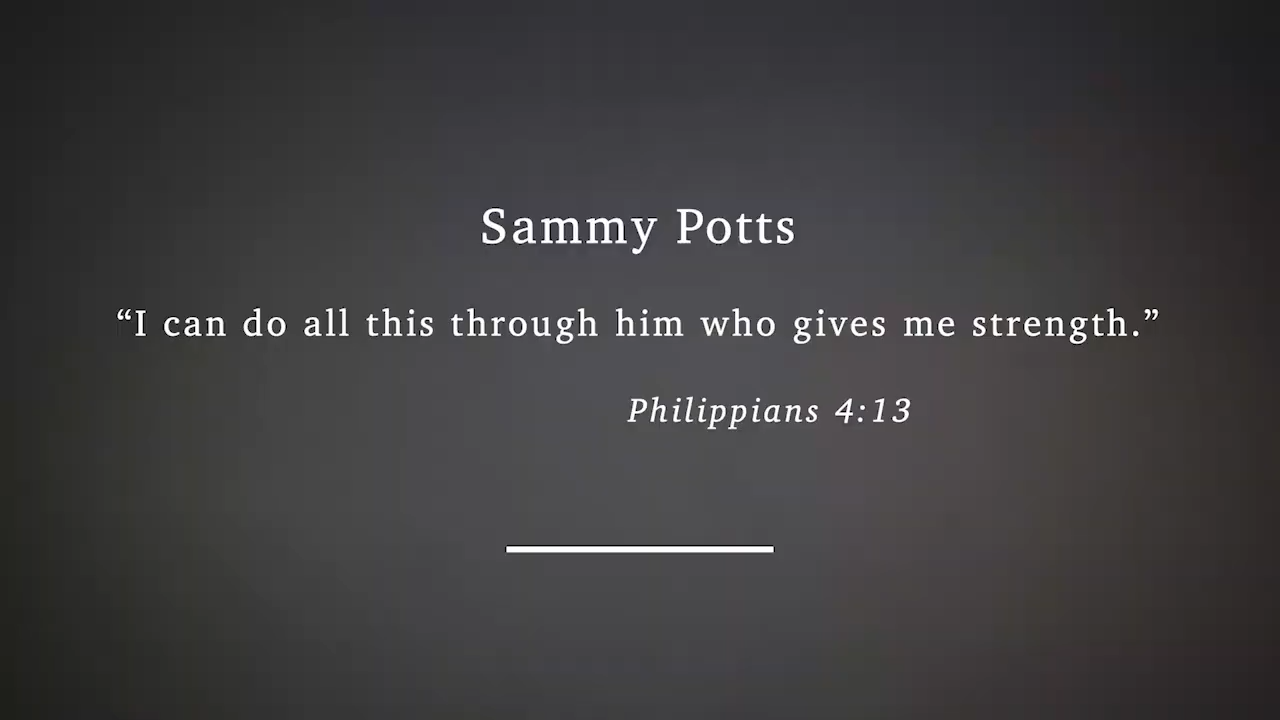 Sammy Potts
“I can do all this through him who gives me strength.”
Philippians 4:13